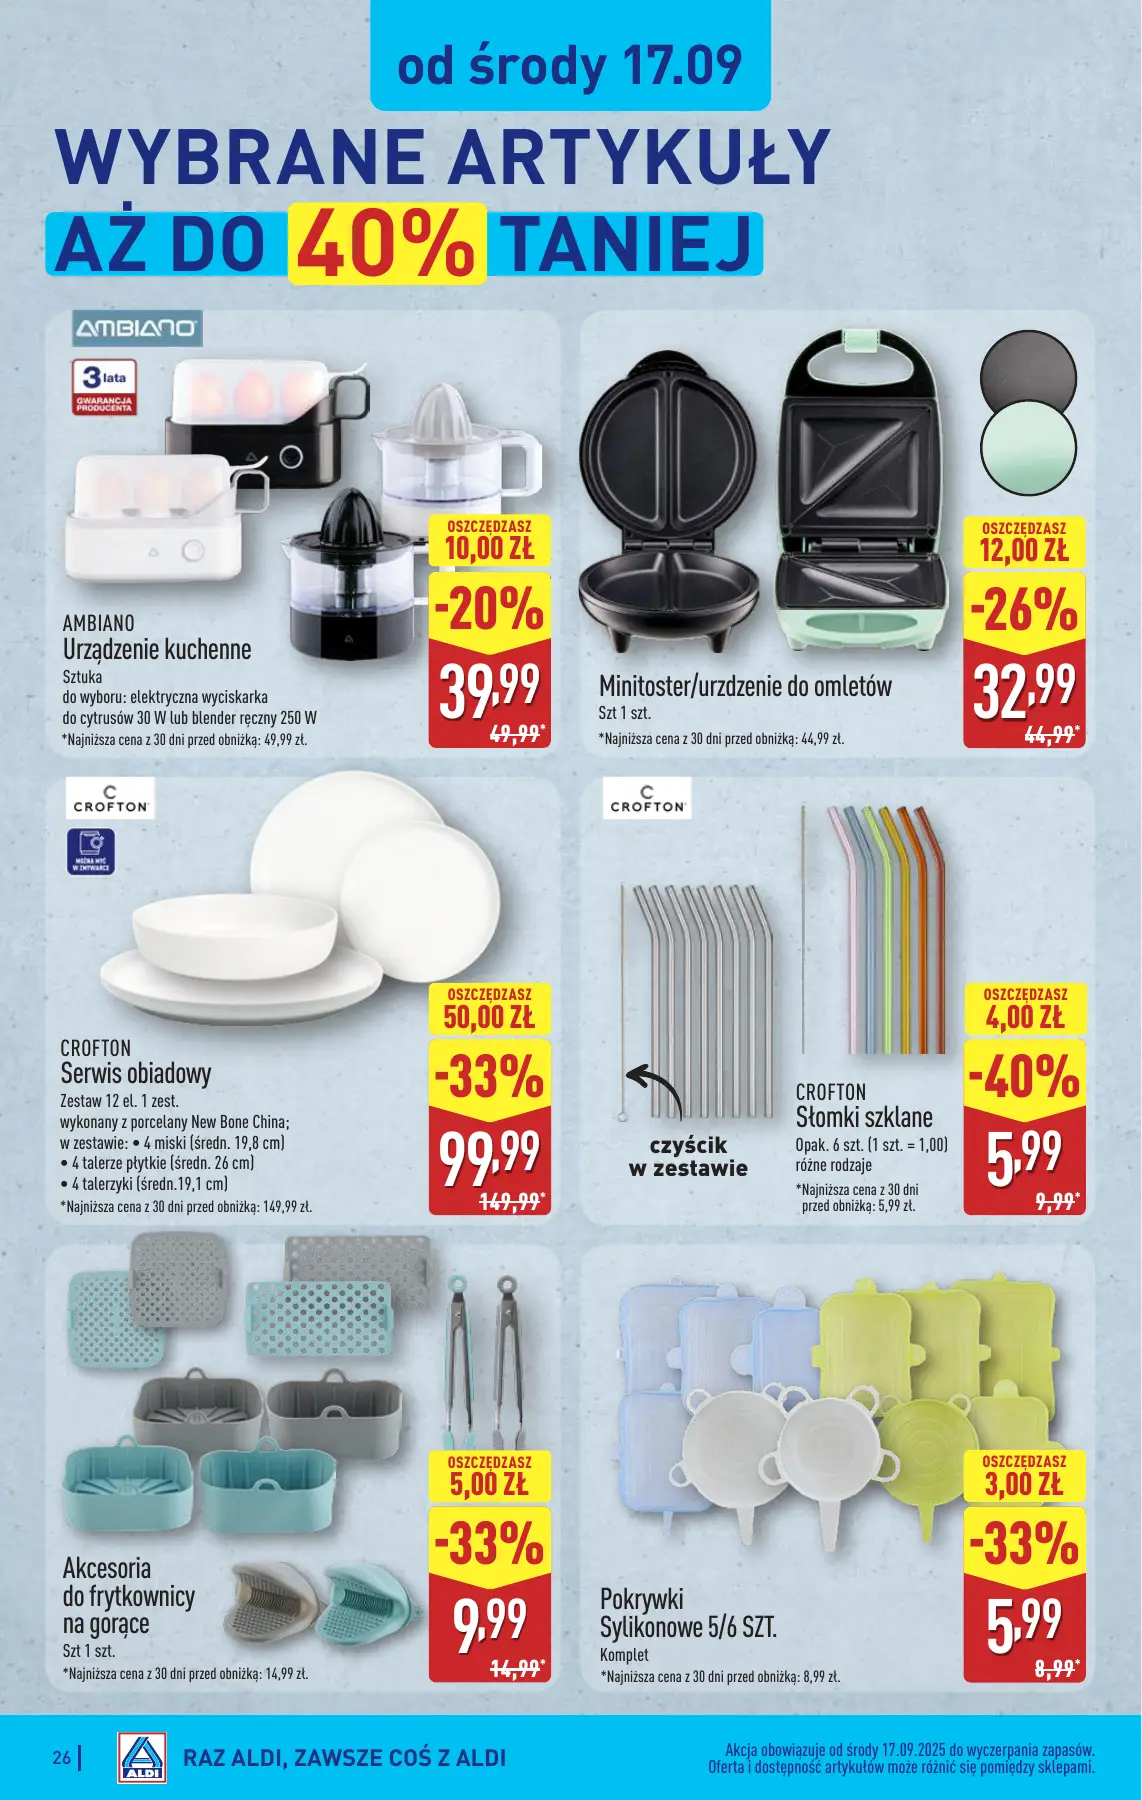 od środy 17.09
WYBRANE ARTYKUŁY
AŻ DO 40% TANIEJ
AMBIANO
3 lata
GWARANCJA
PRODUCENTA
OSZCZĘDZASZ
10,00 ZŁ
-20%
39,99
49,99*
AMBIANO
Urządzenie kuchenne
Sztuka
do wyboru: elektryczna wyciskarka
do cytrusów 30 W lub blender ręczny 250 W
*Najniższa cena z 30 dni przed obniżką: 49,99 zł.
OSZCZĘDZASZ
12,00 ZŁ
-26%
32,99
44,99*
Minitoster/urzdzenie do omletów
Szt 1 szt.
*Najniższa cena z 30 dni przed obniżką: 44,99 zł.
CROFTON
MOŻNA MYĆ
W ZMYWARCE
OSZCZĘDZASZ
50,00 ZŁ
-33%
99,99
149,99*
CROFTON
Serwis obiadowy
Zestaw 12 el. 1 zest.
wykonany z porcelany New Bone China;
w zestawie: • 4 miski (średn. 19,8 cm)
• 4 talerze płytkie (średn. 26 cm)
• 4 talerzyki (średn.19,1 cm)
*Najniższa cena z 30 dni przed obniżką: 149,99 zł.
CROFTON
czyścik
w zestawie
OSZCZĘDZASZ
4,00 ZŁ
-40%
5,99
9,99*
CROFTON
Słomki szklane
Opak. 6 szt. (1 szt. = 1,00)
różne rodzaje
*Najniższa cena z 30 dni
przed obniżką: 5,99 zł.
OSZCZĘDZASZ
5,00 ZŁ
-33%
9,99
14,99*
Akcesoria
do frytkownicy
na gorące
Szt 1 szt.
*Najniższa cena z 30 dni przed obniżką: 14,99 zł.
OSZCZĘDZASZ
3,00 ZŁ
-33%
5,99
8,99*
Pokrywki
Sylikonowe 5/6 SZT.
Komplet
*Najniższa cena z 30 dni przed obniżką: 8,99 zł.
26
ALDI
RAZ ALDI, ZAWSZE COŚ Z ALDI
Akcja obowiązuje od środy 17.09.2025 do wyczerpania zapasów.
Oferta i dostępność artykułów może różnić się pomiędzy sklepami.